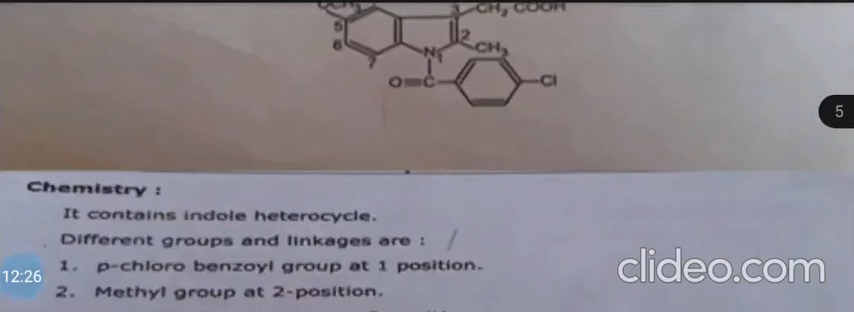 CH2 COOH
3
5
6
2
CH3
7
N1
O=C
Cl
5
Chemistry :
It contains indole heterocycle.
Different groups and linkages are :
1. p-chloro benzoyl group at 1 position.
2. Methyl group at 2-position.
12:26
clideo.com